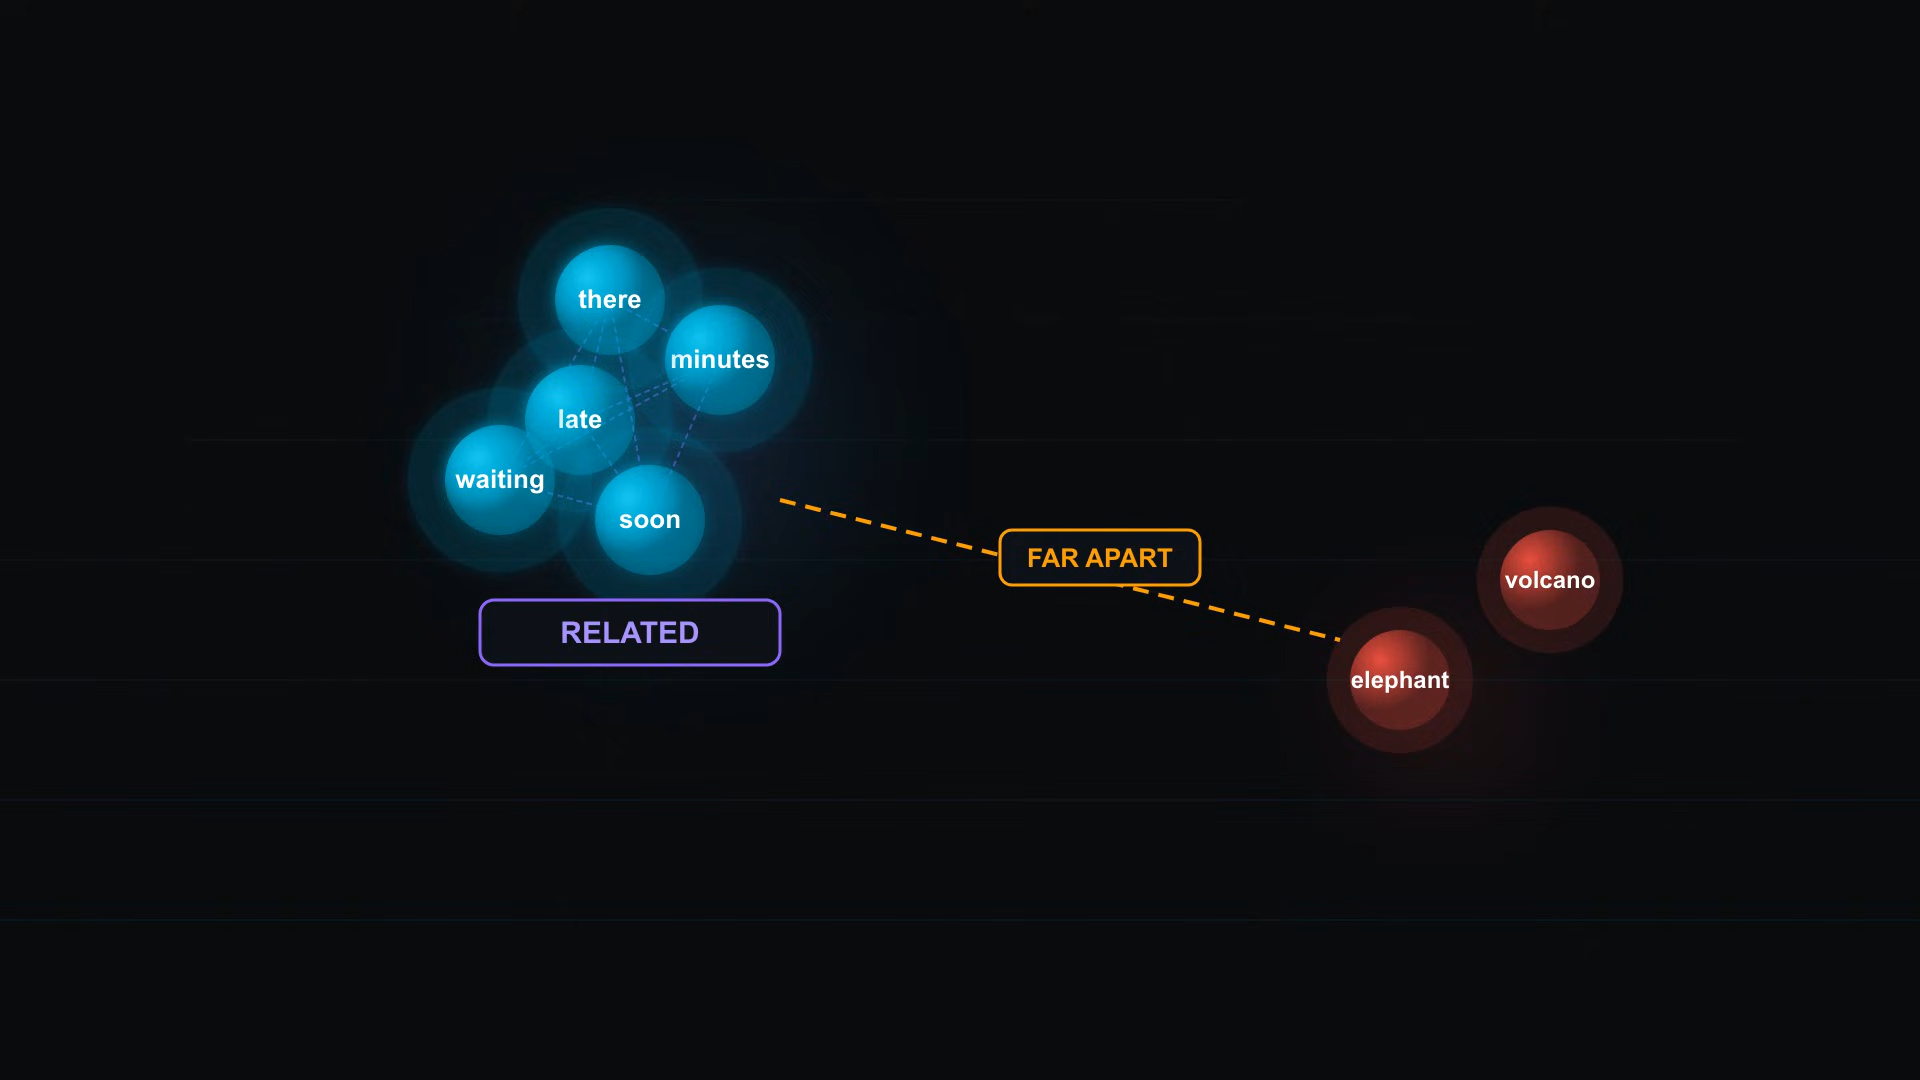 there
minutes
late
waiting
soon
RELATED
FAR APART
volcano
elephant